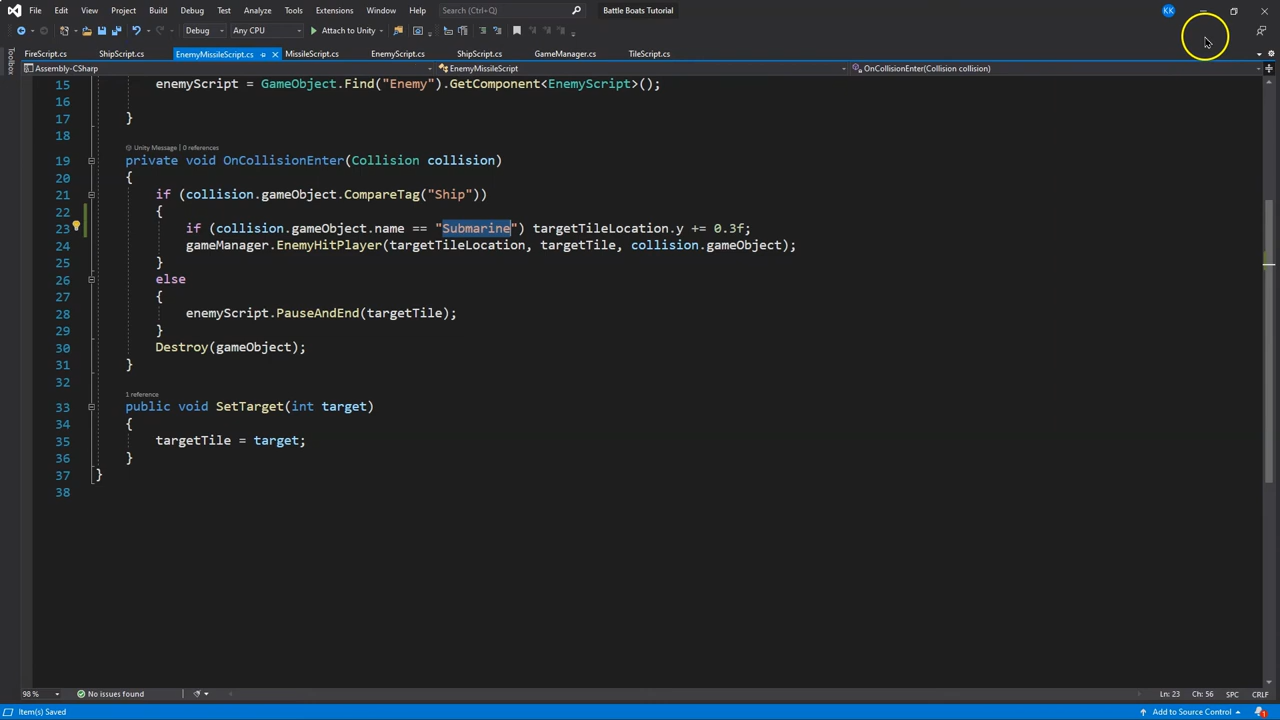 File Edit View Project Build Debug Test Analyze Tools Extensions Window Help Search (Ctrl+Q) Battle Boats Tutorial KK
Debug Any CPU Attach to Unity
Toolbox
FireScript.cs ShipScript.cs EnemyMissileScript.cs MissileScript.cs EnemyScript.cs ShipScript.cs GameManager.cs TileScript.cs
Assembly-CSharp EnemyMissileScript OnCollisionEnter(Collision collision)
15 enemyScript = GameObject.Find("Enemy").GetComponent<EnemyScript>();
16
17 }
18
Unity Message | 0 references
19 private void OnCollisionEnter(Collision collision)
20 {
21 if (collision.gameObject.CompareTag("Ship"))
22 {
23 if (collision.gameObject.name == "Submarine") targetTileLocation.y += 0.3f;
24 gameManager.EnemyHitPlayer(targetTileLocation, targetTile, collision.gameObject);
25 }
26 else
27 {
28 enemyScript.PauseAndEnd(targetTile);
29 }
30 Destroy(gameObject);
31 }
32
1 reference
33 public void SetTarget(int target)
34 {
35 targetTile = target;
36 }
37 }
38
98 % No issues found Ln: 23 Ch: 56 SPC CRLF
Item(s) Saved Add to Source Control 1